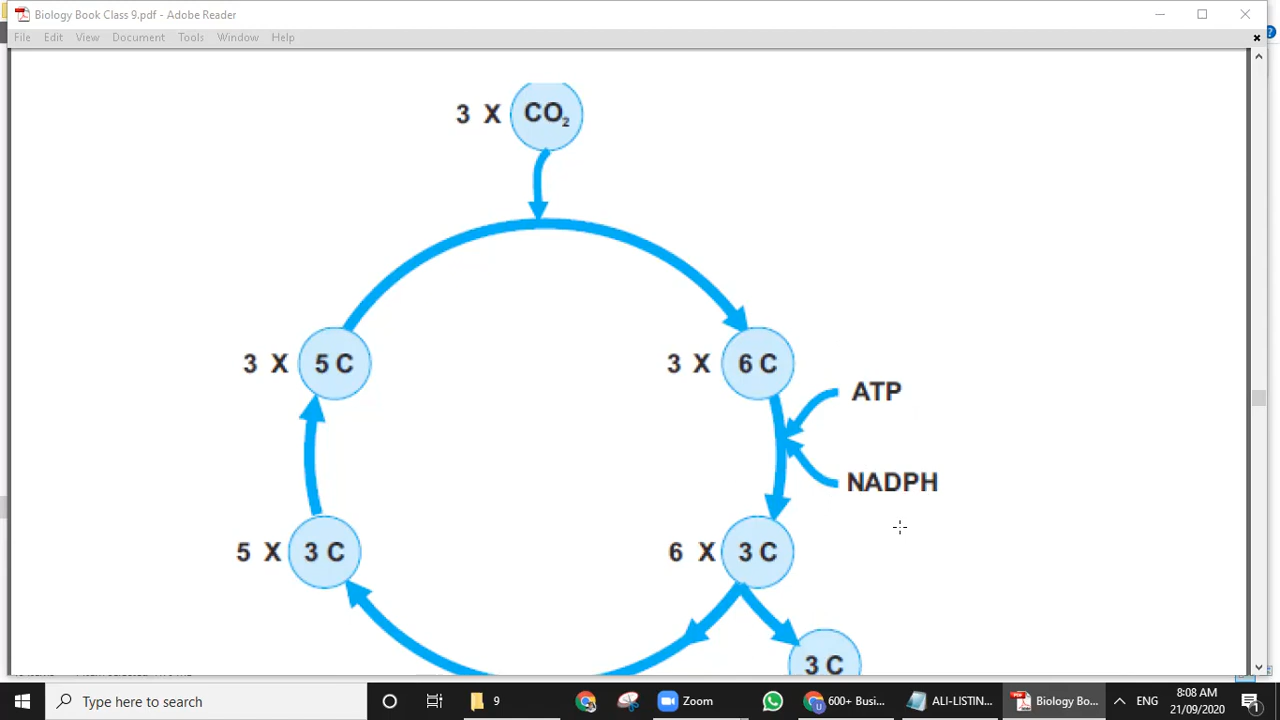 Biology Book Class 9.pdf - Adobe Reader
File Edit View Document Tools Window Help
3 X CO₂
3 X 5 C
3 X 6 C
ATP
NADPH
5 X 3 C
6 X 3 C
3 C
Type here to search
9
Zoom
600+ Busi...
ALI-LISTIN...
Biology Bo...
ENG
8:08 AM
21/09/2020